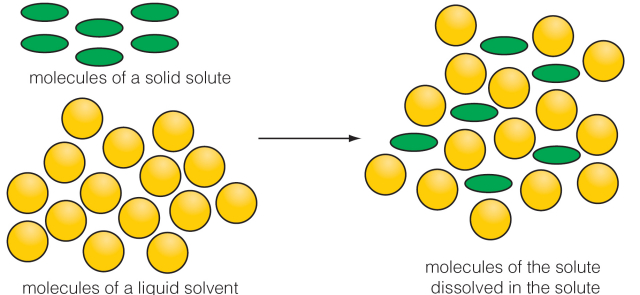 molecules of a solid solute
molecules of a liquid solvent
molecules of the solute
dissolved in the solute